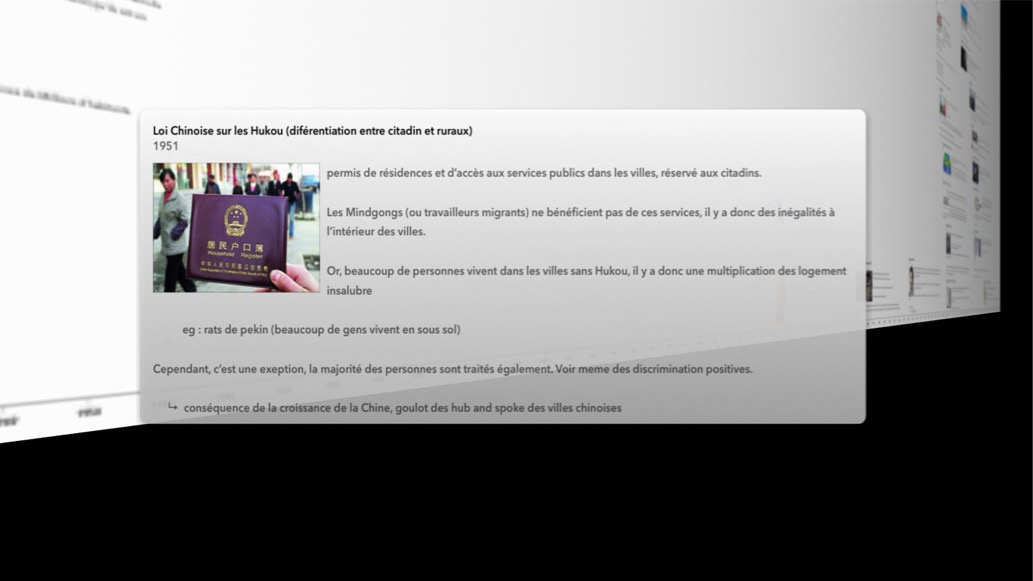 Loi Chinoise sur les Hukou (diférentiation entre citadin et ruraux)
1951
permis de résidences et d'accès aux services publics dans les villes, réservé aux citadins.
Les Mindgongs (ou travailleurs migrants) ne bénéficient pas de ces services, il y a donc des inégalités à
l'intérieur des villes.
Or, beaucoup de personnes vivent dans les villes sans Hukou, il y a donc une multiplication des logement
insalubre
居民户口簿
Household Register
eg : rats de pekin (beaucoup de gens vivent en sous sol)
Cependant, c'est une exeption, la majorité des personnes sont traités également. Voir meme des discrimination positives.
↳ conséquence de la croissance de la Chine, goulot des hub and spoke des villes chinoises